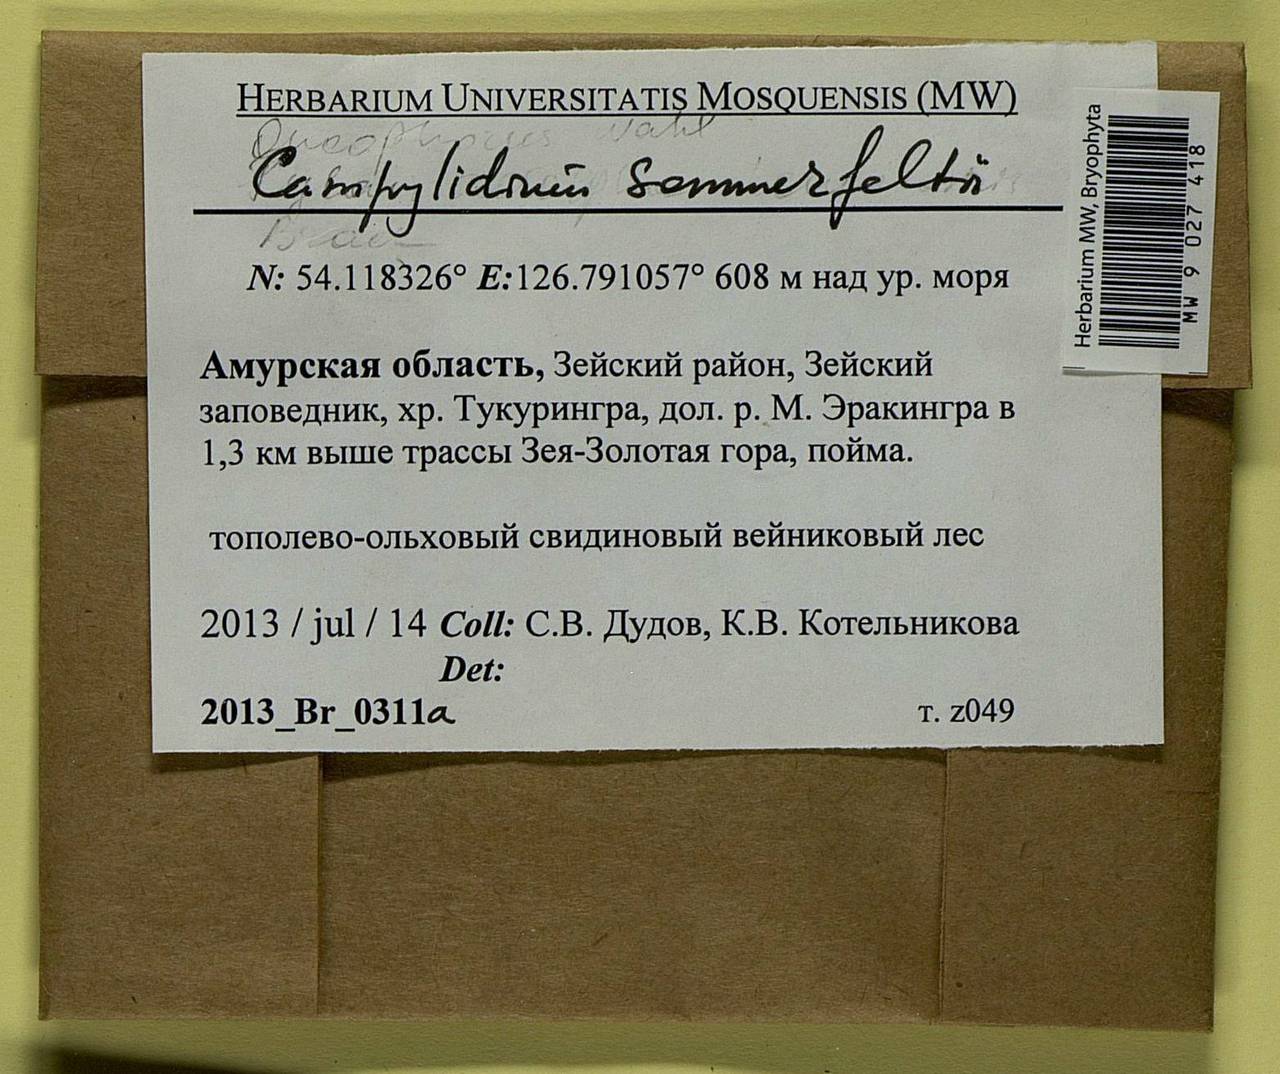 HERBARIUM UNIVERSITATIS MOSQUENSIS (MW)
Campylidium sommerfeltii
N: 54.118326° E:126.791057° 608 м над ур. моря
Амурская область, Зейский район, Зейский
заповедник, хр. Тукурингра, дол. р. М. Эракингра в
1,3 км выше трассы Зея-Золотая гора, пойма.
тополево-ольховый свидиновый вейниковый лес
2013 / jul / 14 Coll: С.В. Дудов, К.В. Котельникова
Det:
2013_Br_0311a
т. z049
Herbarium MW, Bryophyta
MW 9 027 418